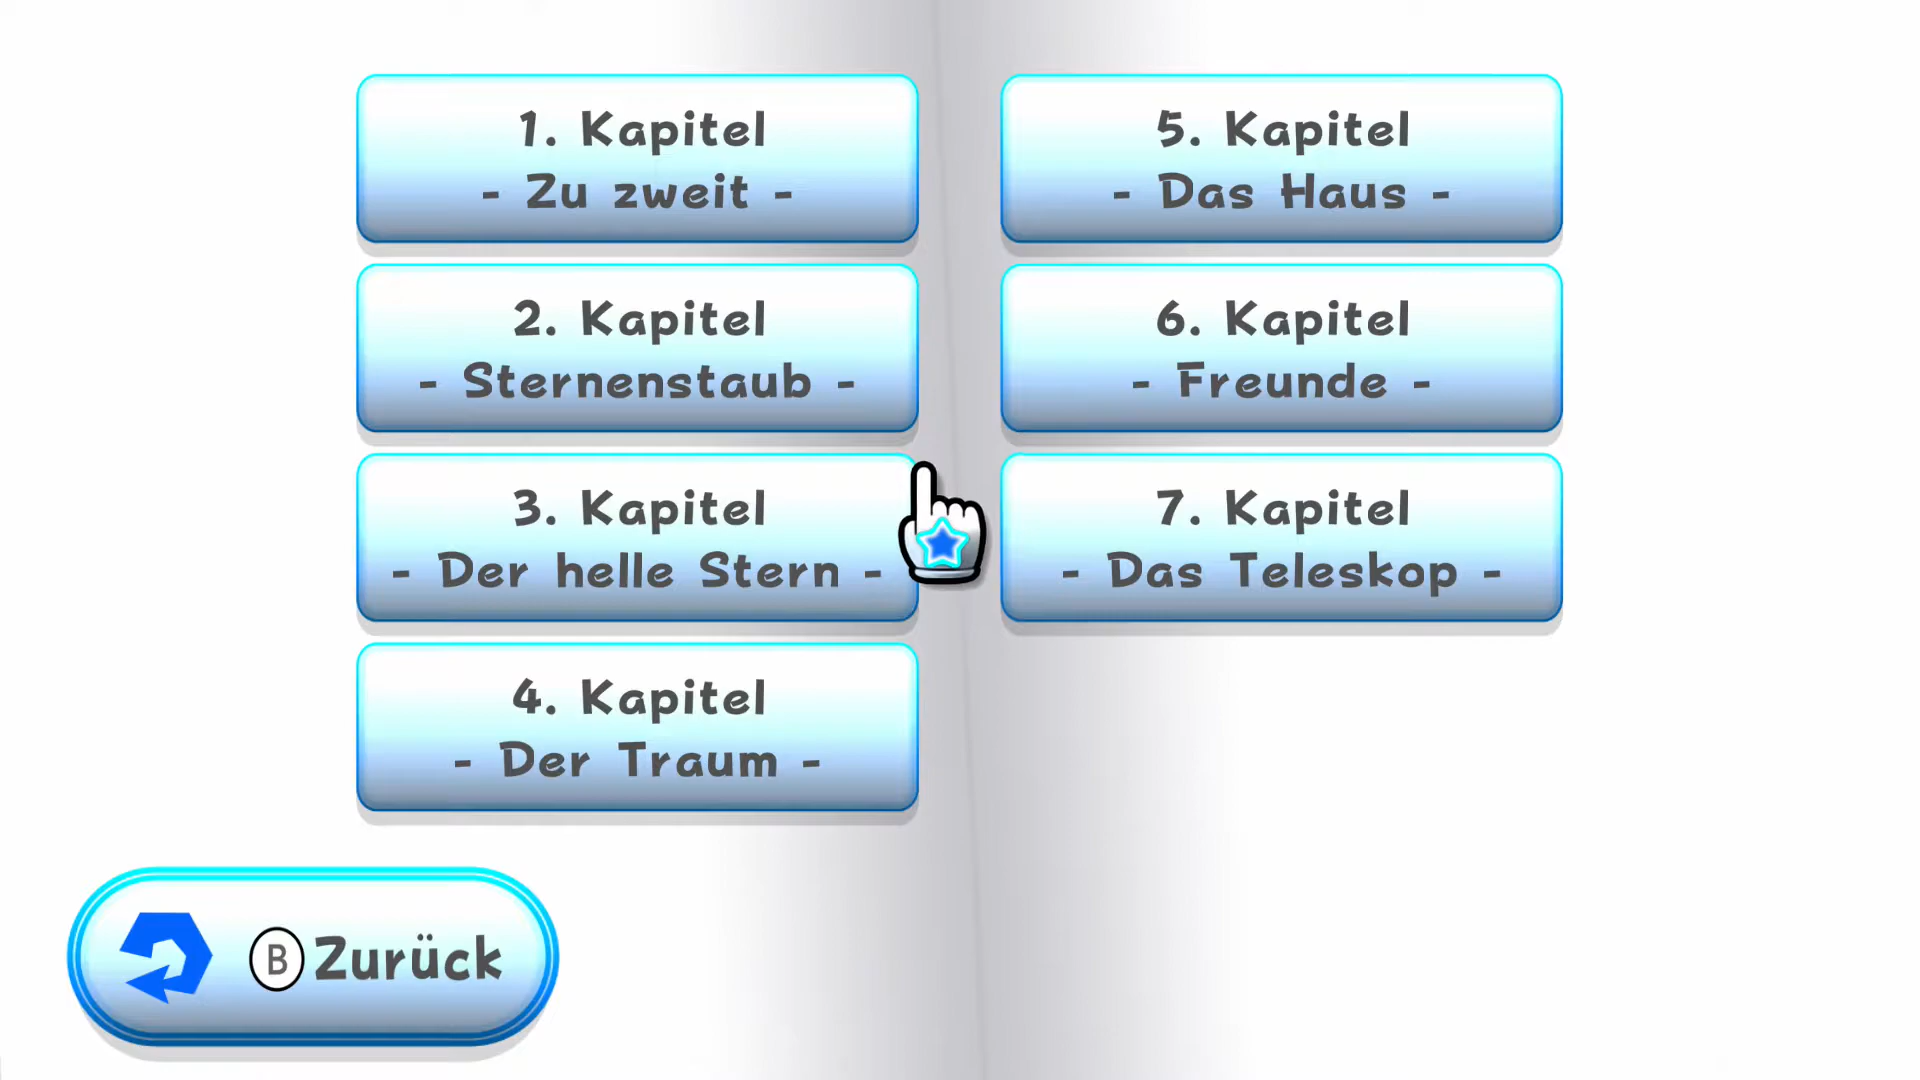 1. Kapitel
- Zu zweit -
2. Kapitel
- Sternenstaub -
3. Kapitel
- Der helle Stern -
4. Kapitel
- Der Traum -
5. Kapitel
- Das Haus -
6. Kapitel
- Freunde -
7. Kapitel
- Das Teleskop -
B Zurück